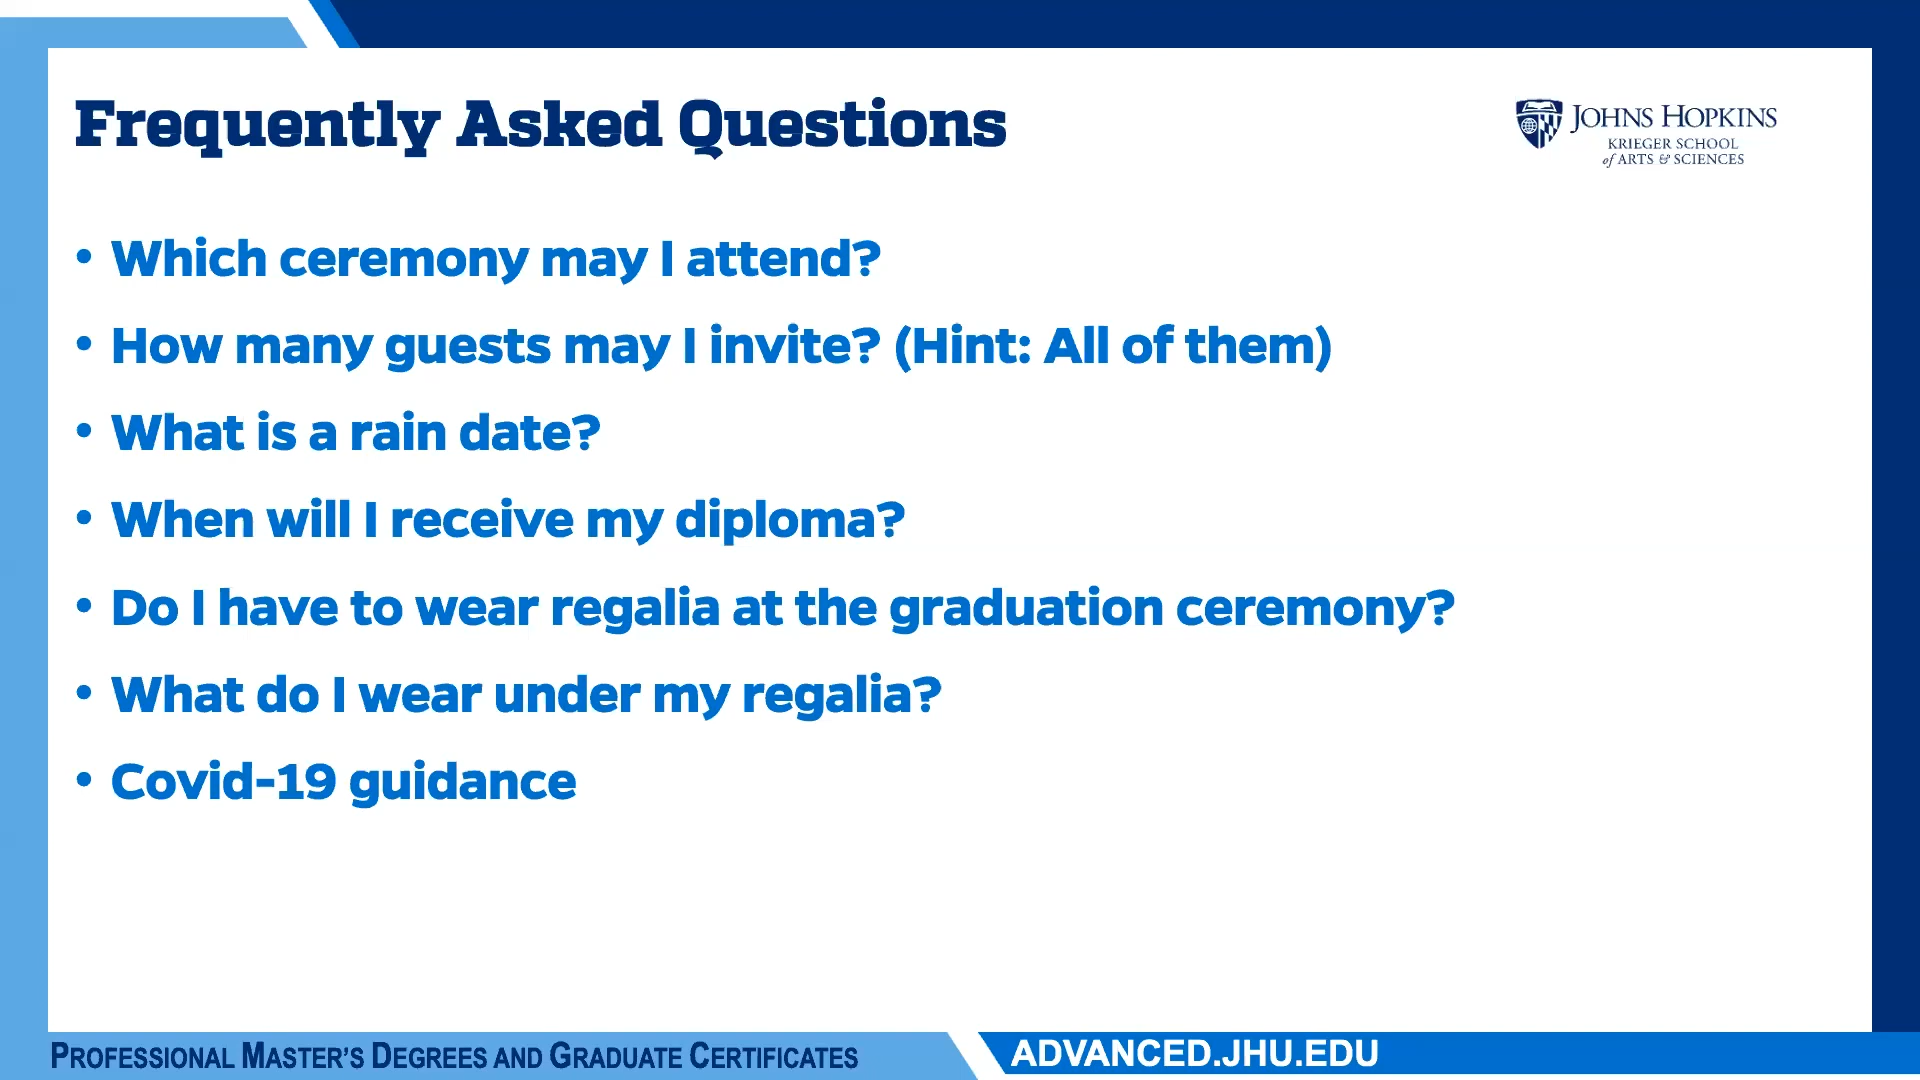 Frequently Asked Questions
JOHNS HOPKINS
KRIEGER SCHOOL
of ARTS & SCIENCES
• Which ceremony may I attend?
• How many guests may I invite? (Hint: All of them)
• What is a rain date?
• When will I receive my diploma?
• Do I have to wear regalia at the graduation ceremony?
• What do I wear under my regalia?
• Covid-19 guidance
PROFESSIONAL MASTER'S DEGREES AND GRADUATE CERTIFICATES
ADVANCED.JHU.EDU